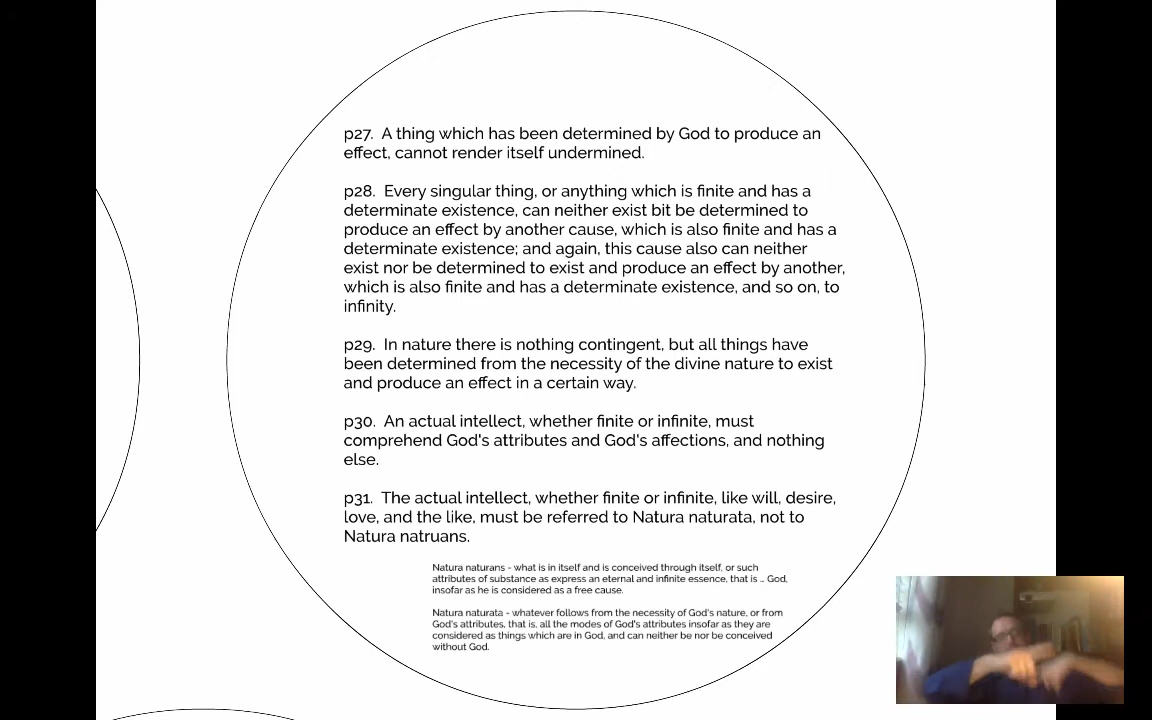 p27.  A thing which has been determined by God to produce an
effect, cannot render itself undermined.
p28.  Every singular thing, or anything which is finite and has a
determinate existence, can neither exist bit be determined to
produce an effect by another cause, which is also finite and has a
determinate existence; and again, this cause also can neither
exist nor be determined to exist and produce an effect by another,
which is also finite and has a determinate existence, and so on, to
infinity.
p29.  In nature there is nothing contingent, but all things have
been determined from the necessity of the divine nature to exist
and produce an effect in a certain way.
p30.  An actual intellect, whether finite or infinite, must
comprehend God's attributes and God's affections, and nothing
else.
p31.  The actual intellect, whether finite or infinite, like will, desire,
love, and the like, must be referred to Natura naturata, not to
Natura natruans.
Natura naturans - what is in itself and is conceived through itself, or such
attributes of substance as express an eternal and infinite essence, that is .. God,
insofar as he is considered as a free cause.
Natura naturata - whatever follows from the necessity of God's nature, or from
God's attributes, that is, all the modes of God's attributes insofar as they are
considered as things which are in God, and can neither be nor be conceived
without God.